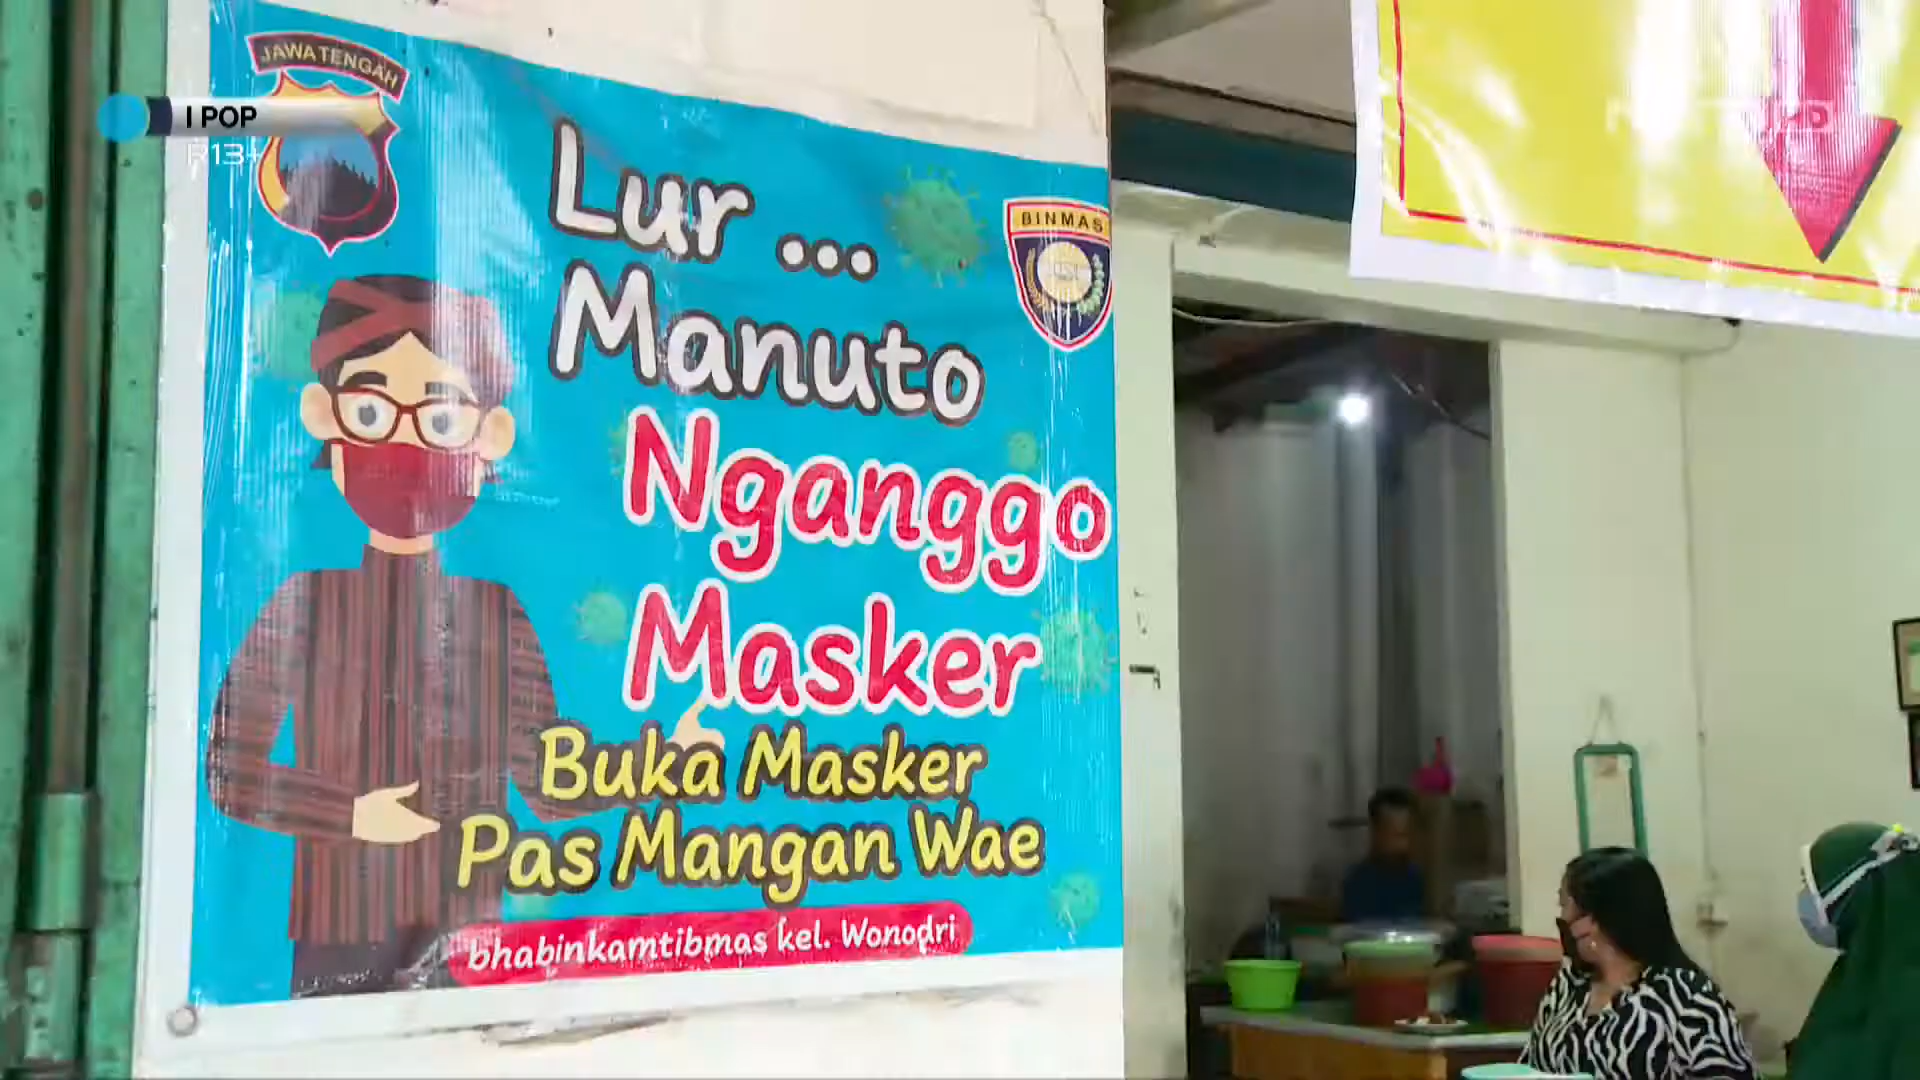 JAWA TENGAH
I POP
R13+
Lur ...
BINMAS
Manuto
Nganggo
Masker
Buka Masker
Pas Mangan Wae
bhabinkamtibmas kel. Wonodri